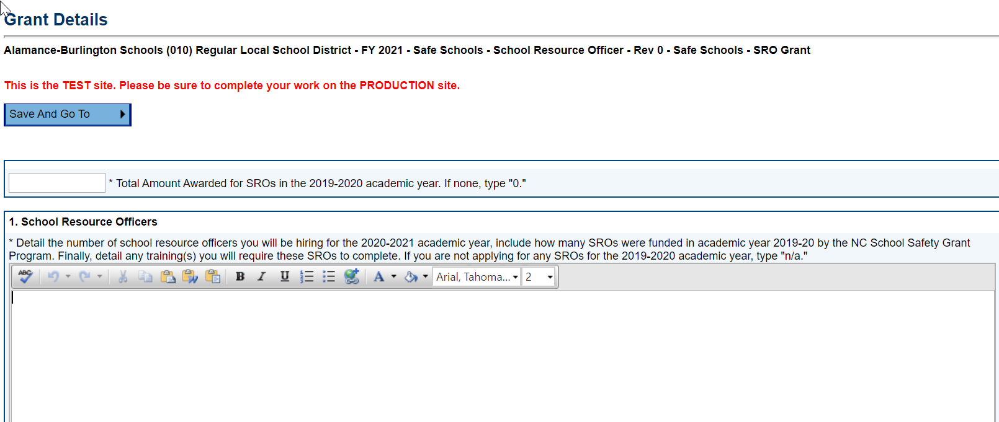 Grant Details
Alamance-Burlington Schools (010) Regular Local School District - FY 2021 - Safe Schools - School Resource Officer - Rev 0 - Safe Schools - SRO Grant
This is the TEST site. Please be sure to complete your work on the PRODUCTION site.
Save And Go To
* Total Amount Awarded for SROs in the 2019-2020 academic year. If none, type "0."
1. School Resource Officers
* Detail the number of school resource officers you will be hiring for the 2020-2021 academic year, include how many SROs were funded in academic year 2019-20 by the NC School Safety Grant
Program. Finally, detail any training(s) you will require these SROs to complete. If you are not applying for any SROs for the 2019-2020 academic year, type "n/a."
ABC B I U A Arial, Tahoma... 2